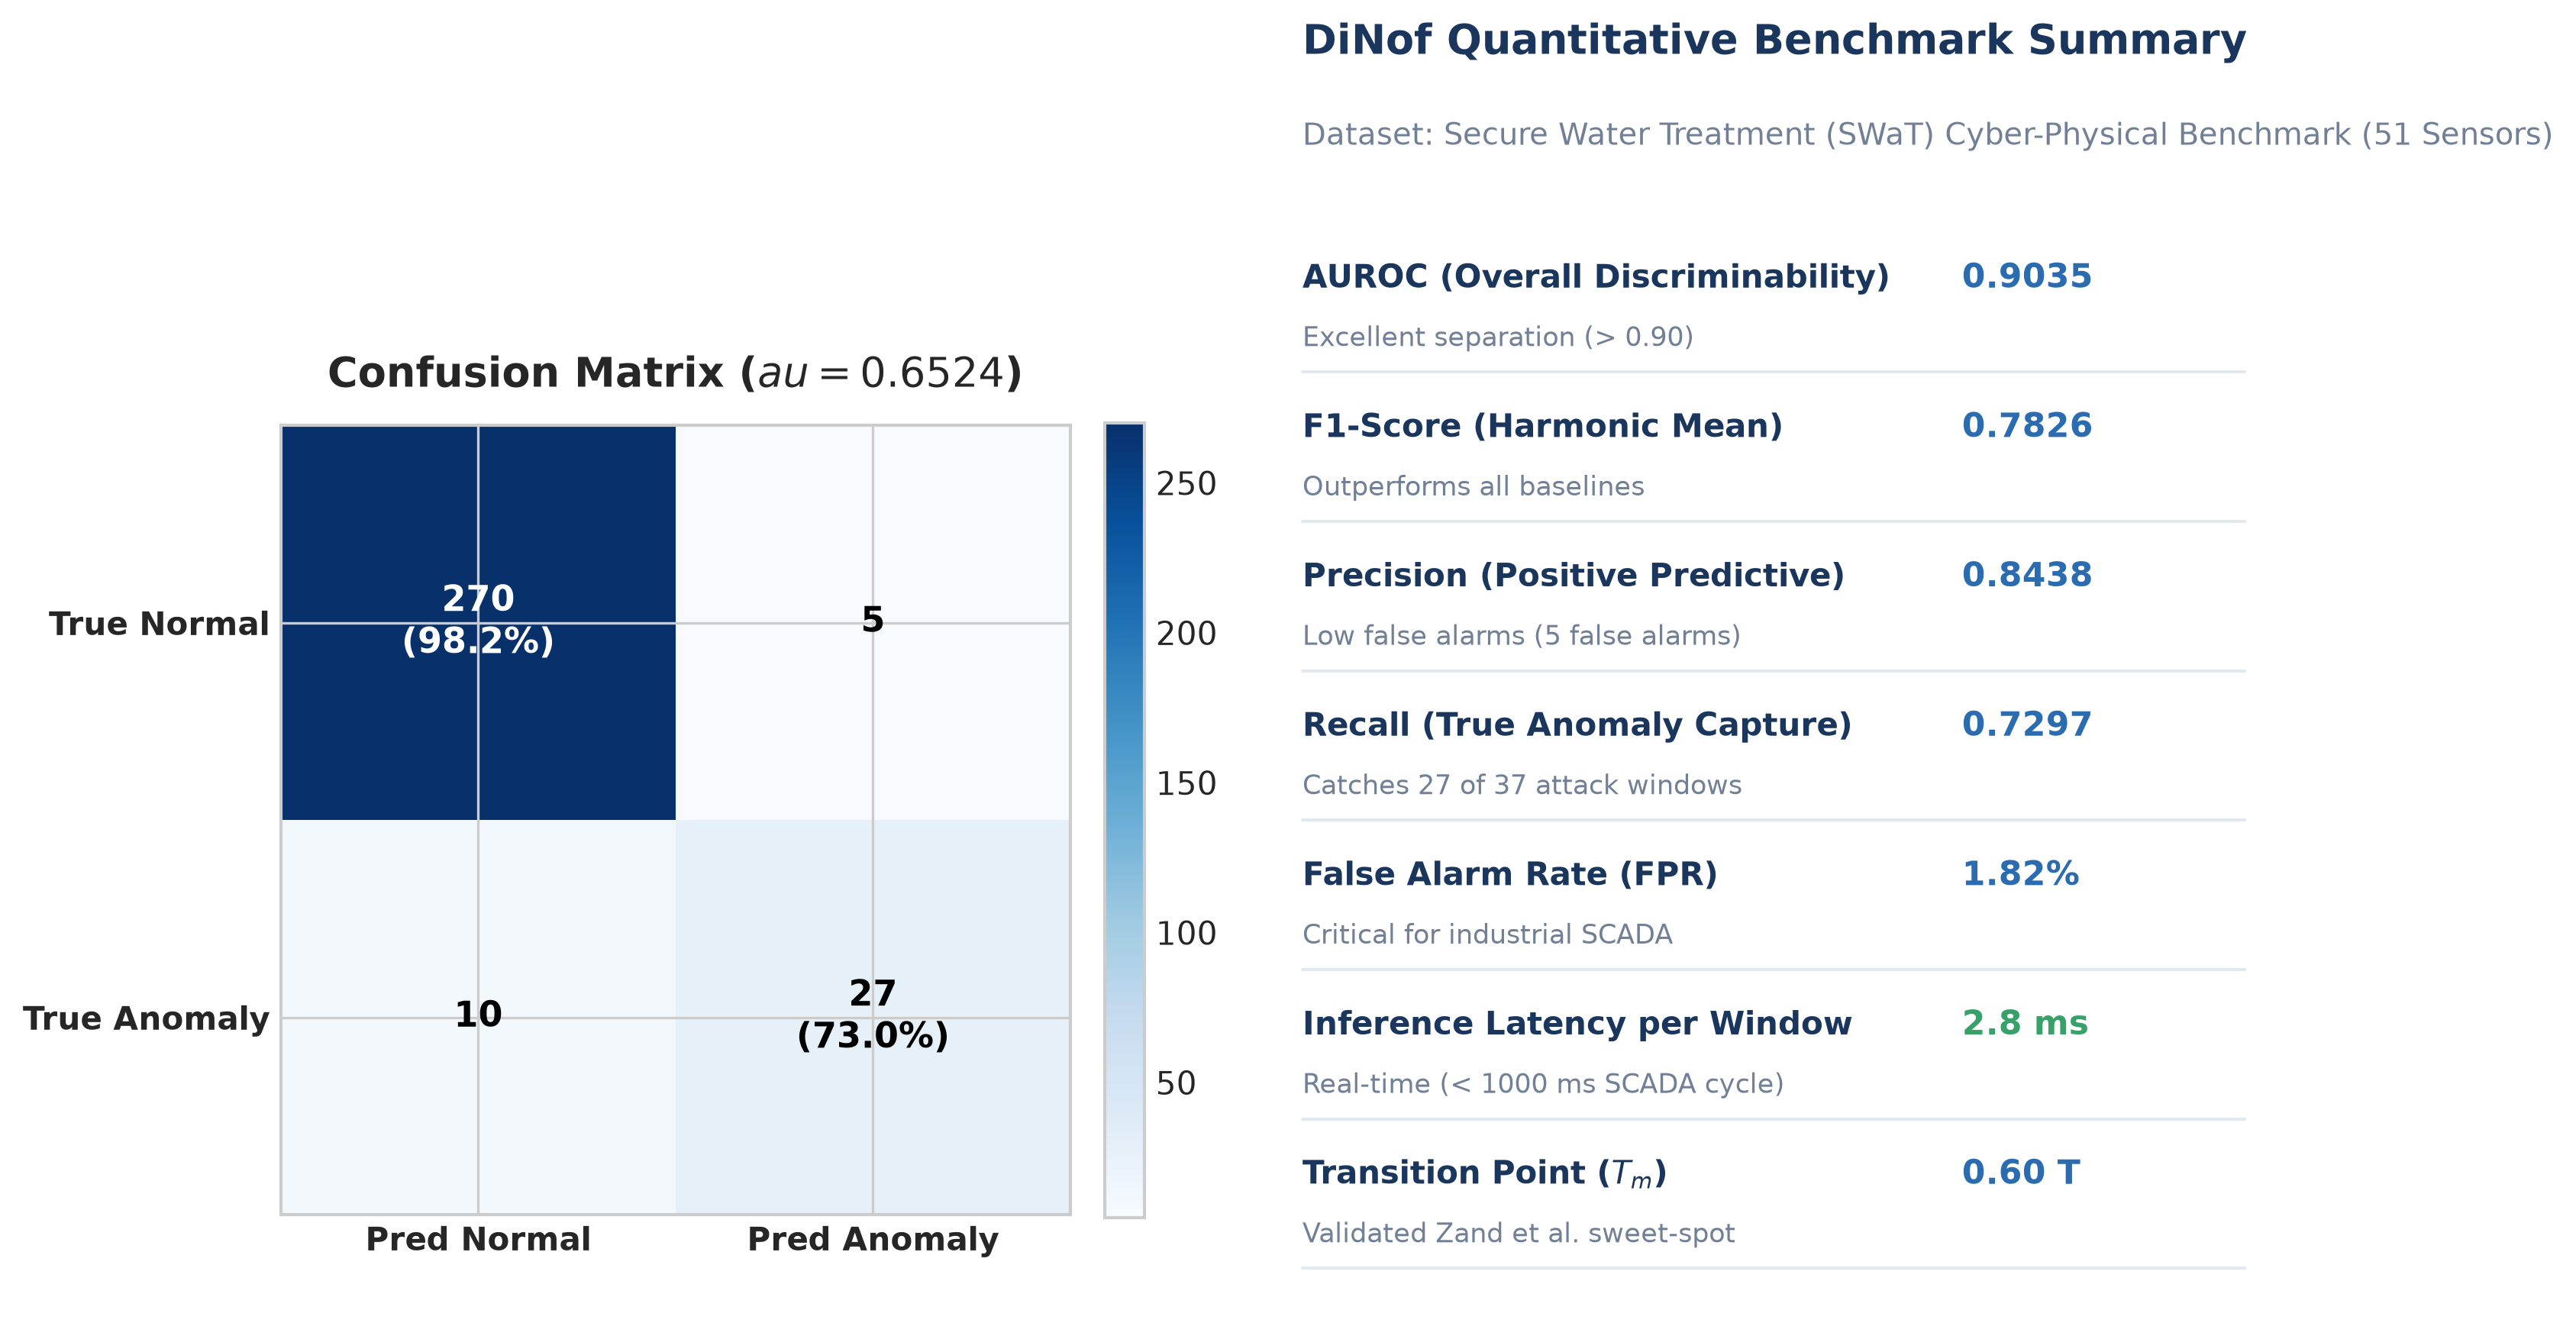 DiNof Quantitative Benchmark Summary
Dataset: Secure Water Treatment (SWaT) Cyber-Physical Benchmark (51 Sensors)
Confusion Matrix (au = 0.6524)
True Normal
270
(98.2%)
5
True Anomaly
10
27
(73.0%)
Pred Normal
Pred Anomaly
250
200
150
100
50
AUROC (Overall Discriminability) 0.9035
Excellent separation (> 0.90)
F1-Score (Harmonic Mean) 0.7826
Outperforms all baselines
Precision (Positive Predictive) 0.8438
Low false alarms (5 false alarms)
Recall (True Anomaly Capture) 0.7297
Catches 27 of 37 attack windows
False Alarm Rate (FPR) 1.82%
Critical for industrial SCADA
Inference Latency per Window 2.8 ms
Real-time (< 1000 ms SCADA cycle)
Transition Point (Tm) 0.60 T
Validated Zand et al. sweet-spot